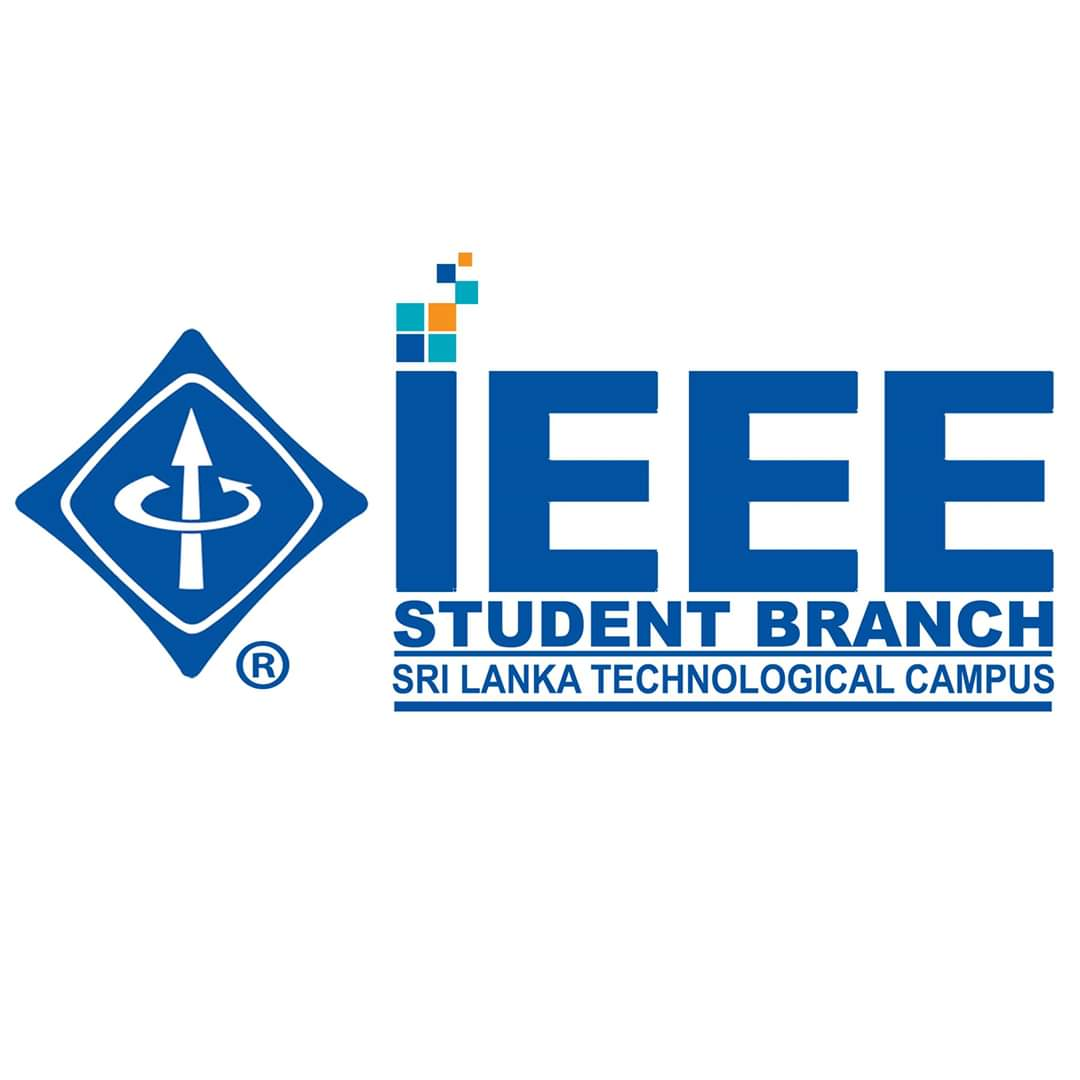 iEEE
STUDENT BRANCH
SRI LANKA TECHNOLOGICAL CAMPUS
®